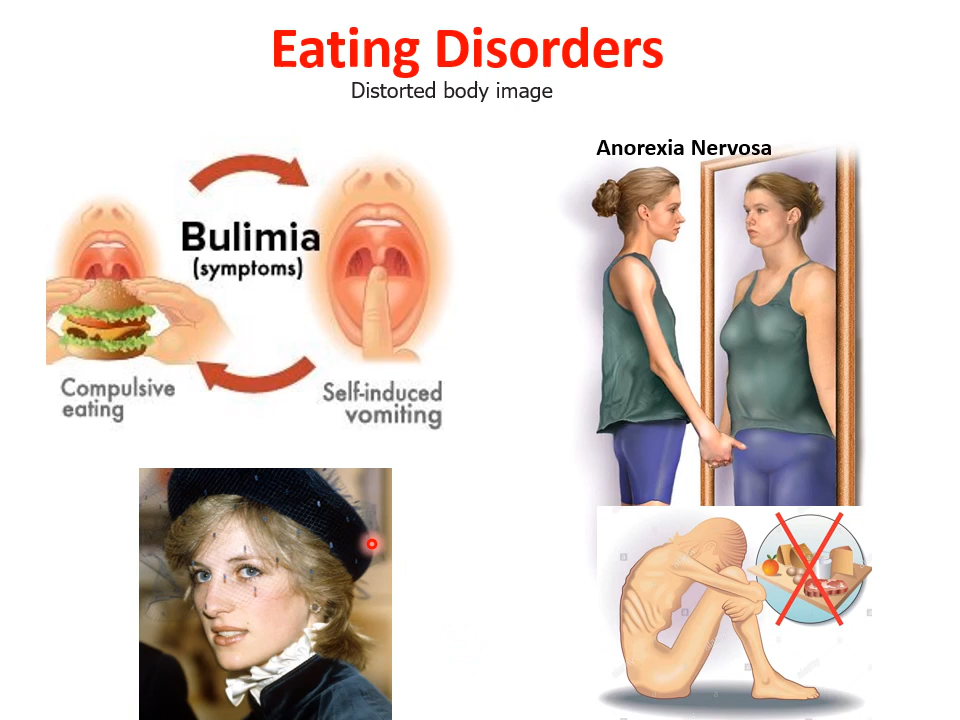 Eating Disorders
Distorted body image
Anorexia Nervosa
Bulimia
(symptoms)
Compulsive
eating
Self-induced
vomiting